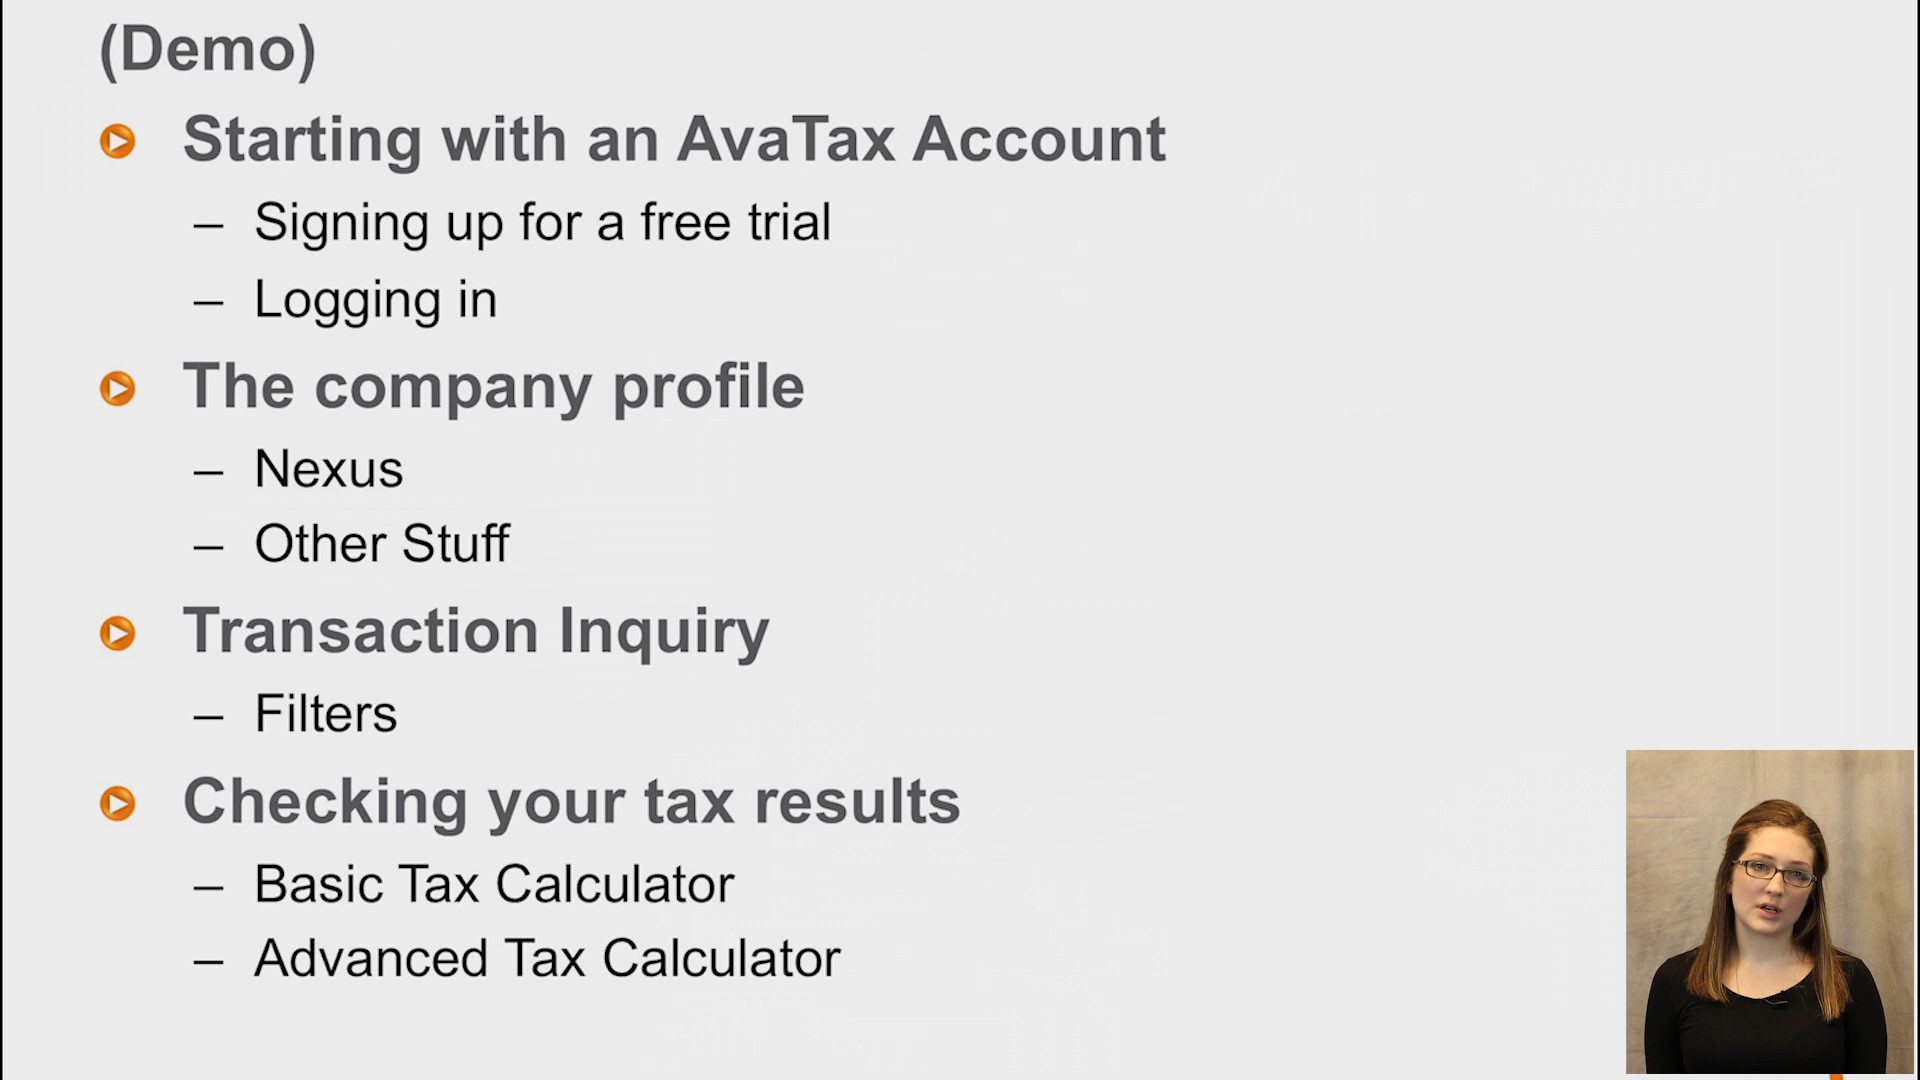 (Demo)
Starting with an AvaTax Account
– Signing up for a free trial
– Logging in
The company profile
– Nexus
– Other Stuff
Transaction Inquiry
– Filters
Checking your tax results
– Basic Tax Calculator
– Advanced Tax Calculator